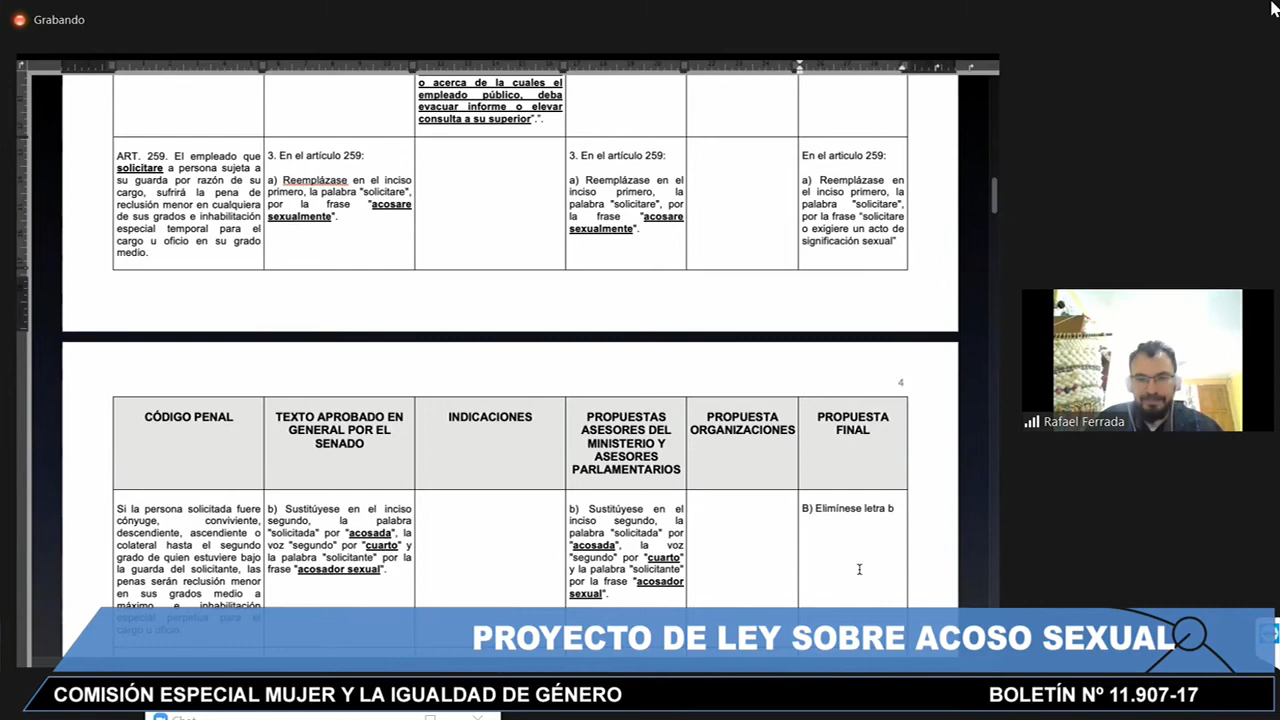 Grabando
o acerca de la cuales el
empleado público, deba
evacuar informe o elevar
consulta a su superior".".
ART. 259. El empleado que
solicitare a persona sujeta a
su guarda por razón de su
cargo, sufrirá la pena de
reclusión menor en cualquiera
de sus grados e inhabilitación
especial temporal para el
cargo u oficio en su grado
medio.
3. En el artículo 259:
a) Reemplázase en el inciso
primero, la palabra "solicitare",
por la frase "acosare
sexualmente".
3. En el artículo 259:
a) Reemplázase en el
inciso primero, la
palabra "solicitare", por
la frase "acosare
sexualmente".
En el articulo 259:
a) Reemplázase en
el inciso primero, la
palabra "solicitare",
por la frase "solicitare
o exigiere un acto de
significación sexual"
Rafael Ferrada
4
CÓDIGO PENAL
TEXTO APROBADO EN
GENERAL POR EL
SENADO
INDICACIONES
PROPUESTAS
ASESORES DEL
MINISTERIO Y
ASESORES
PARLAMENTARIOS
PROPUESTA
ORGANIZACIONES
PROPUESTA
FINAL
Si la persona solicitada fuere
cónyuge, conviviente,
descendiente, ascendiente o
colateral hasta el segundo
grado de quien estuviere bajo
la guarda del solicitante, las
penas serán reclusión menor
en sus grados medio a
máximo e inhabilitación
especial perpetua para el
cargo u oficio.
b) Sustitúyese en el inciso
segundo, la palabra
"solicitada" por "acosada", la
voz "segundo" por "cuarto" y
la palabra "solicitante" por la
frase "acosador sexual".
b) Sustitúyese en el
inciso segundo, la
palabra "solicitada" por
"acosada", la voz
"segundo" por "cuarto"
y la palabra "solicitante"
por la frase "acosador
sexual".
B) Elimínese letra b
PROYECTO DE LEY SOBRE ACOSO SEXUAL
COMISIÓN ESPECIAL MUJER Y LA IGUALDAD DE GÉNERO
BOLETÍN Nº 11.907-17